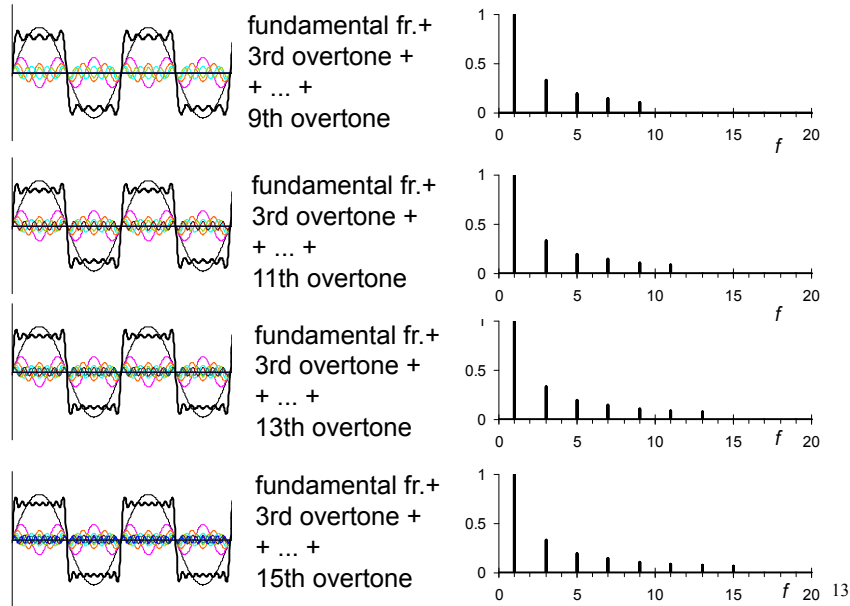 fundamental fr.+
3rd overtone +
+ ... +
9th overtone
1
0.5
0
0 5 10 15 20
f
fundamental fr.+
3rd overtone +
+ ... +
11th overtone
1
0.5
0
0 5 10 15 20
f
fundamental fr.+
3rd overtone +
+ ... +
13th overtone
1
0.5
0
0 5 10 15 20
f
fundamental fr.+
3rd overtone +
+ ... +
15th overtone
1
0.5
0
0 5 10 15 20
f
13